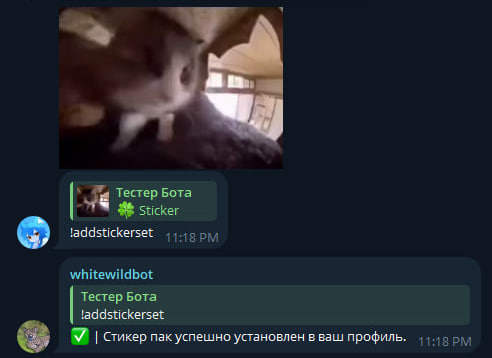 Тестер Бота
🍀 Sticker
!addstickerset 11:18 PM
whitewildbot
Тестер Бота
!addstickerset
✅ | Стикер пак успешно установлен в ваш профиль. 11:18 PM